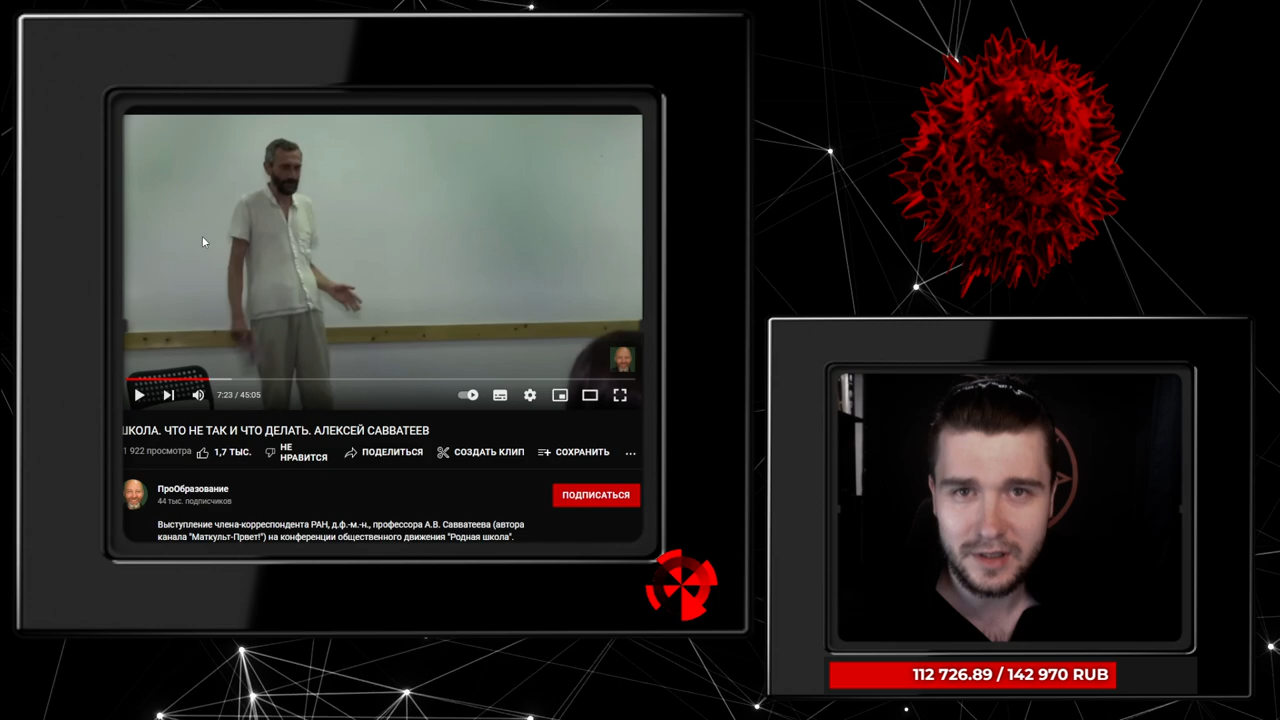 7:23 / 45:05
ШКОЛА. ЧТО НЕ ТАК И ЧТО ДЕЛАТЬ. АЛЕКСЕЙ САВВАТЕЕВ
1 922 просмотра
1,7 ТЫС.
НЕ
НРАВИТСЯ
ПОДЕЛИТЬСЯ
СОЗДАТЬ КЛИП
СОХРАНИТЬ
ПроОбразование
44 тыс. подписчиков
ПОДПИСАТЬСЯ
Выступление члена-корреспондента РАН, д.ф.-м.-н., профессора А.В. Савватеева (автора
канала "Маткульт-Првет!") на конференции общественного движения "Родная школа".
112 726.89 / 142 970 RUB